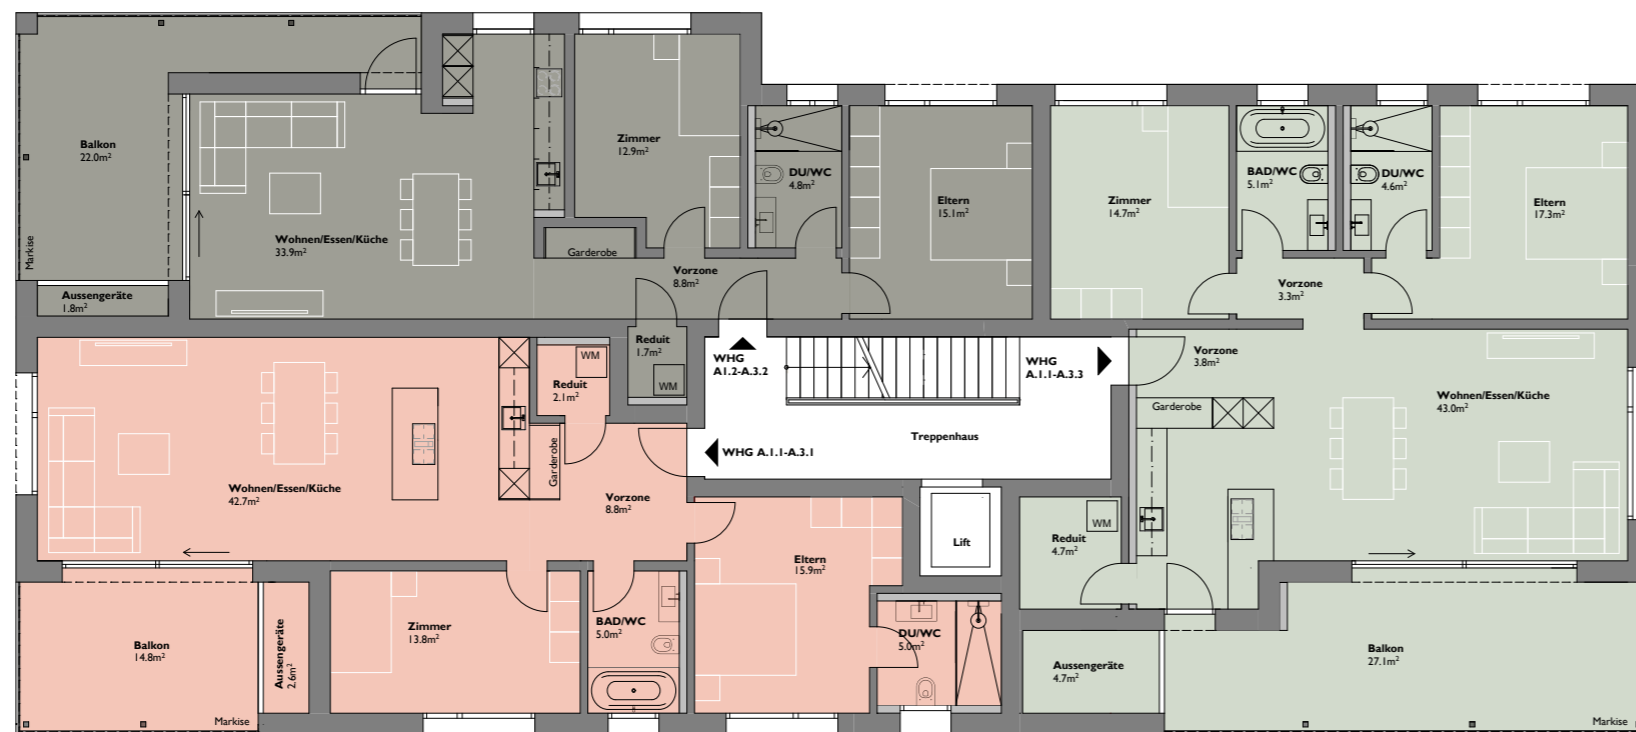 Balkon
22.0m²
Markise
Aussengeräte
1.8m²
Wohnen/Essen/Küche
33.9m²
Zimmer
12.9m²
Garderobe
DU/WC
4.8m²
Vorzone
8.8m²
Eltern
15.1m²
Reduit
1.7m²
WM
Zimmer
14.7m²
BAD/WC
5.1m²
DU/WC
4.6m²
Eltern
17.3m²
Vorzone
3.3m²
Vorzone
3.8m²
Garderobe
Wohnen/Essen/Küche
43.0m²
WHG
A1.2-A.3.2
WHG
A.1.1-A.3.3
Treppenhaus
WHG A.1.1-A.3.1
Lift
Reduit
2.1m²
WM
Garderobe
Wohnen/Essen/Küche
42.7m²
Vorzone
8.8m²
Eltern
15.9m²
Zimmer
13.8m²
BAD/WC
5.0m²
DU/WC
5.0m²
Balkon
14.8m²
Markise
Aussengeräte
2.6m²
Reduit
4.7m²
WM
Aussengeräte
4.7m²
Balkon
27.1m²
Markise